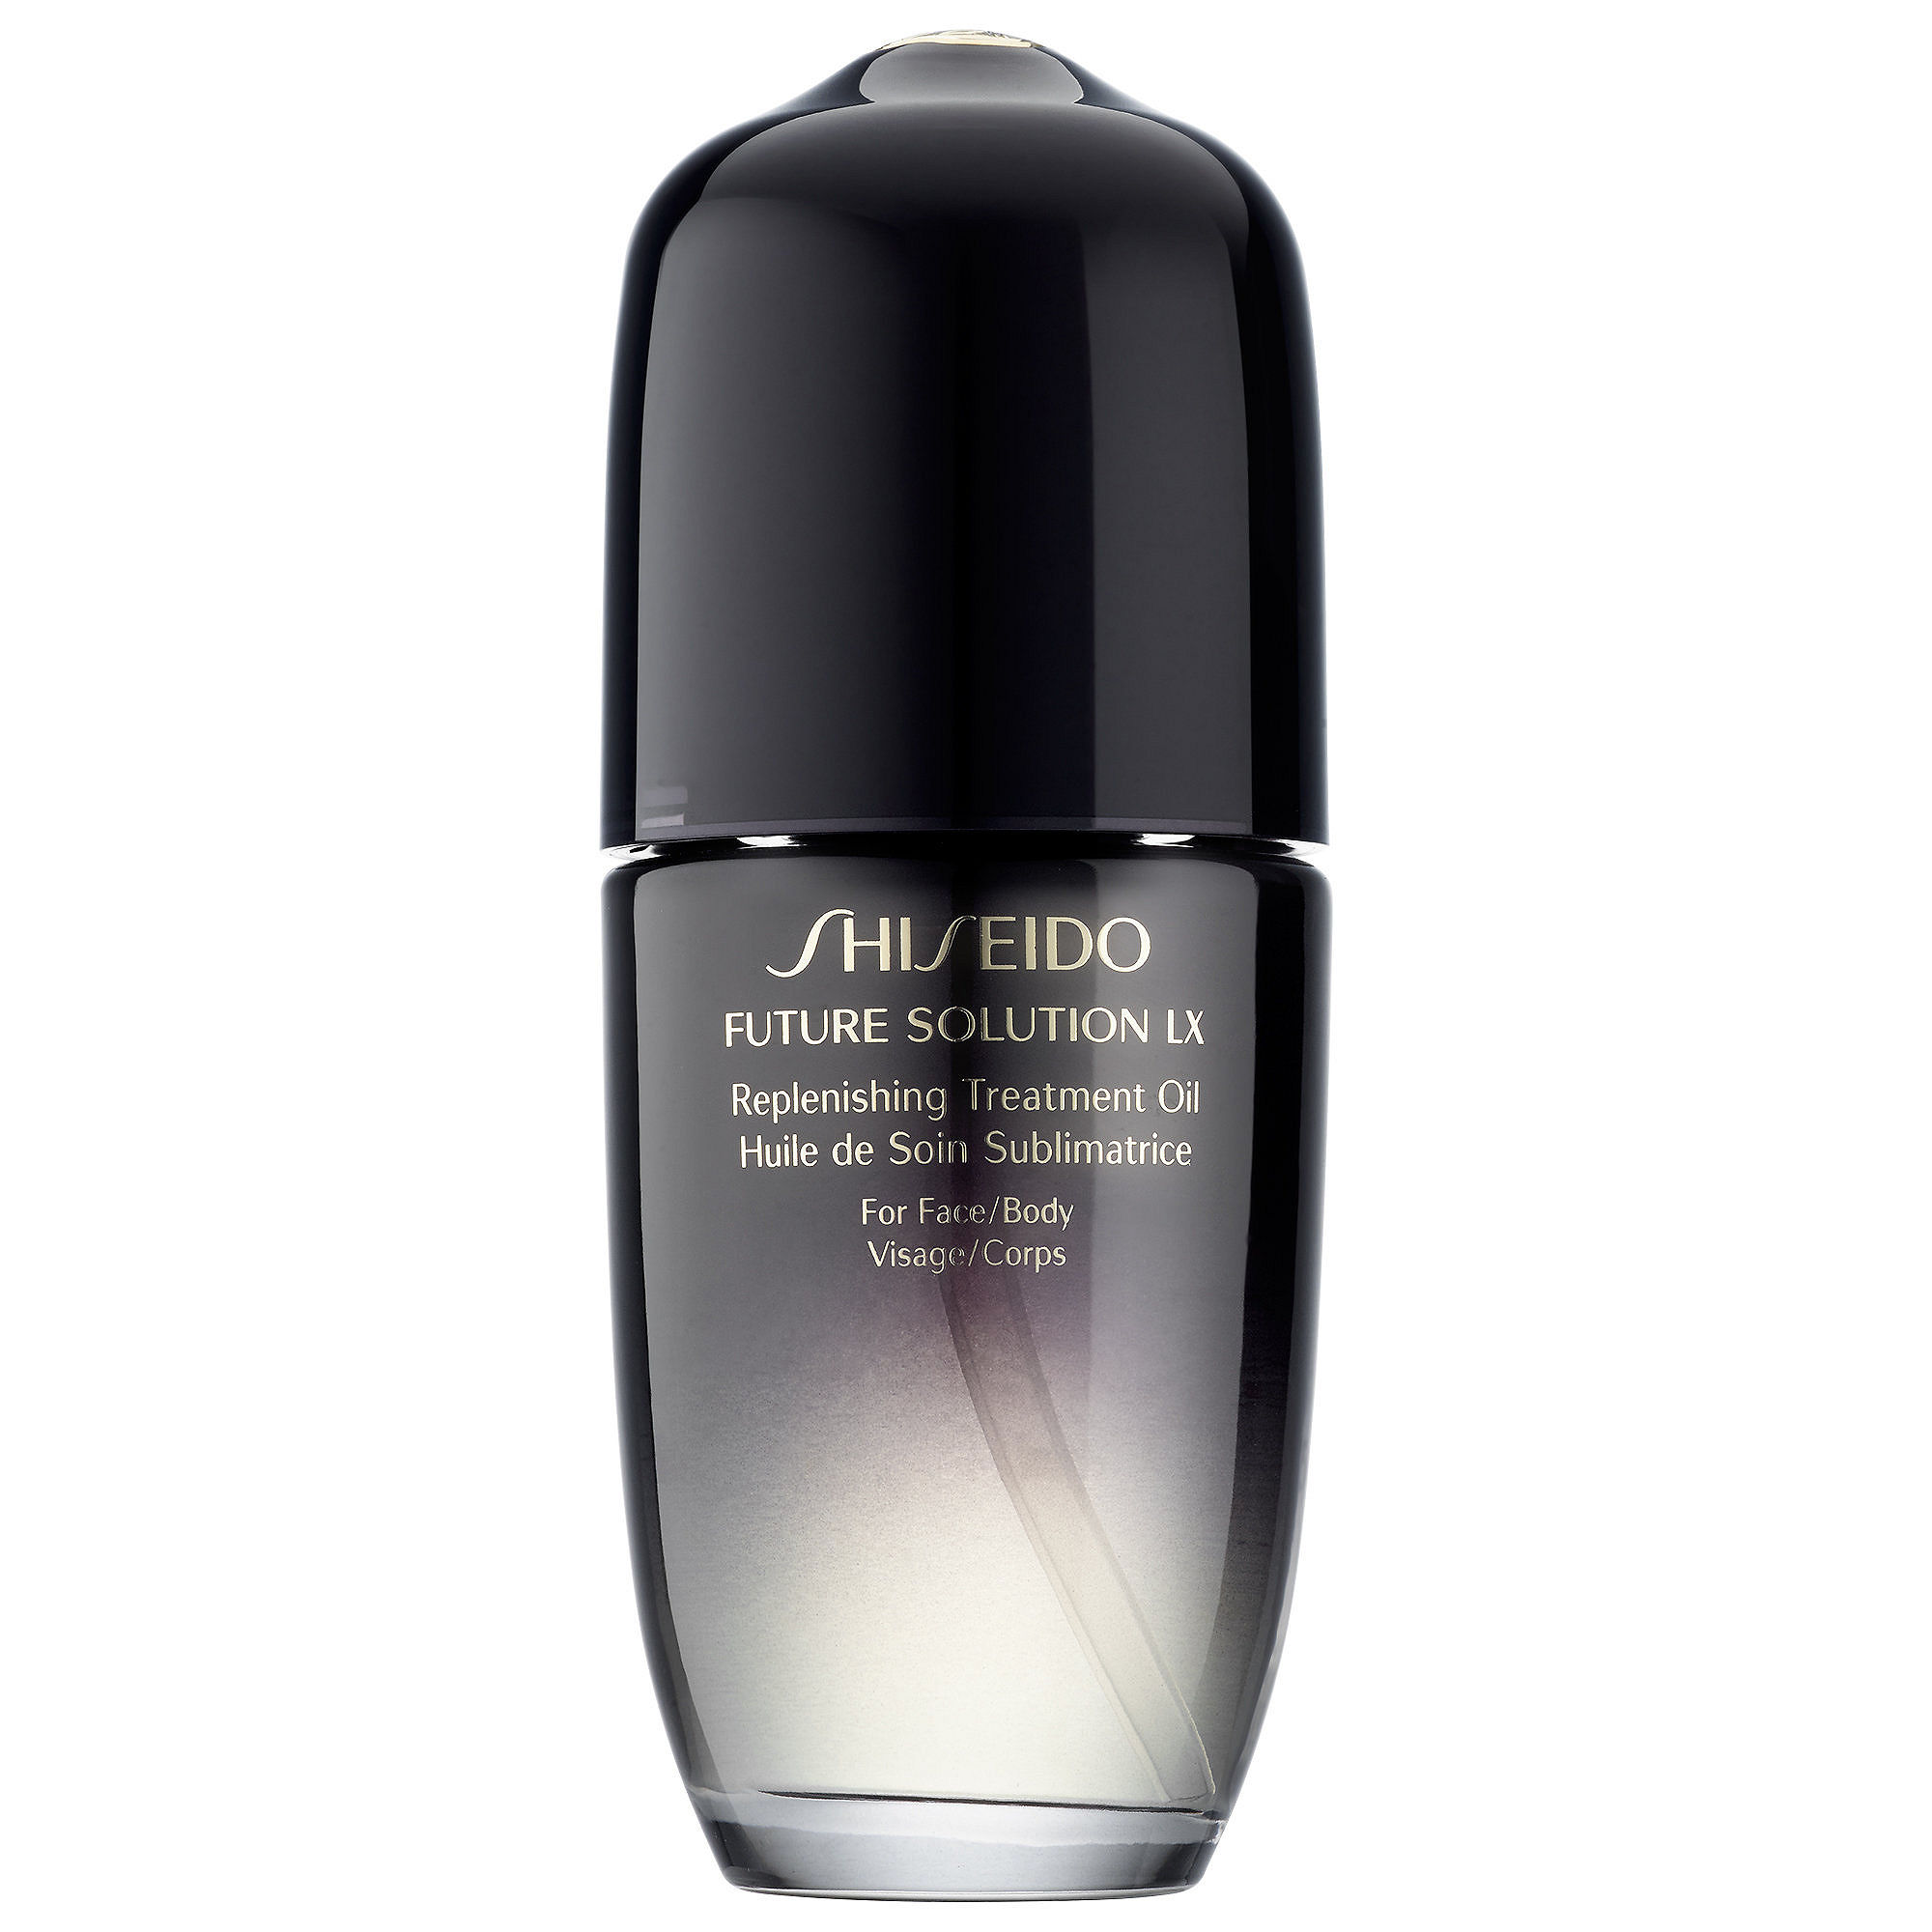 SHISEIDO
FUTURE SOLUTION LX
Replenishing Treatment Oil
Huile de Soin Sublimatrice
For Face/Body
Visage/Corps